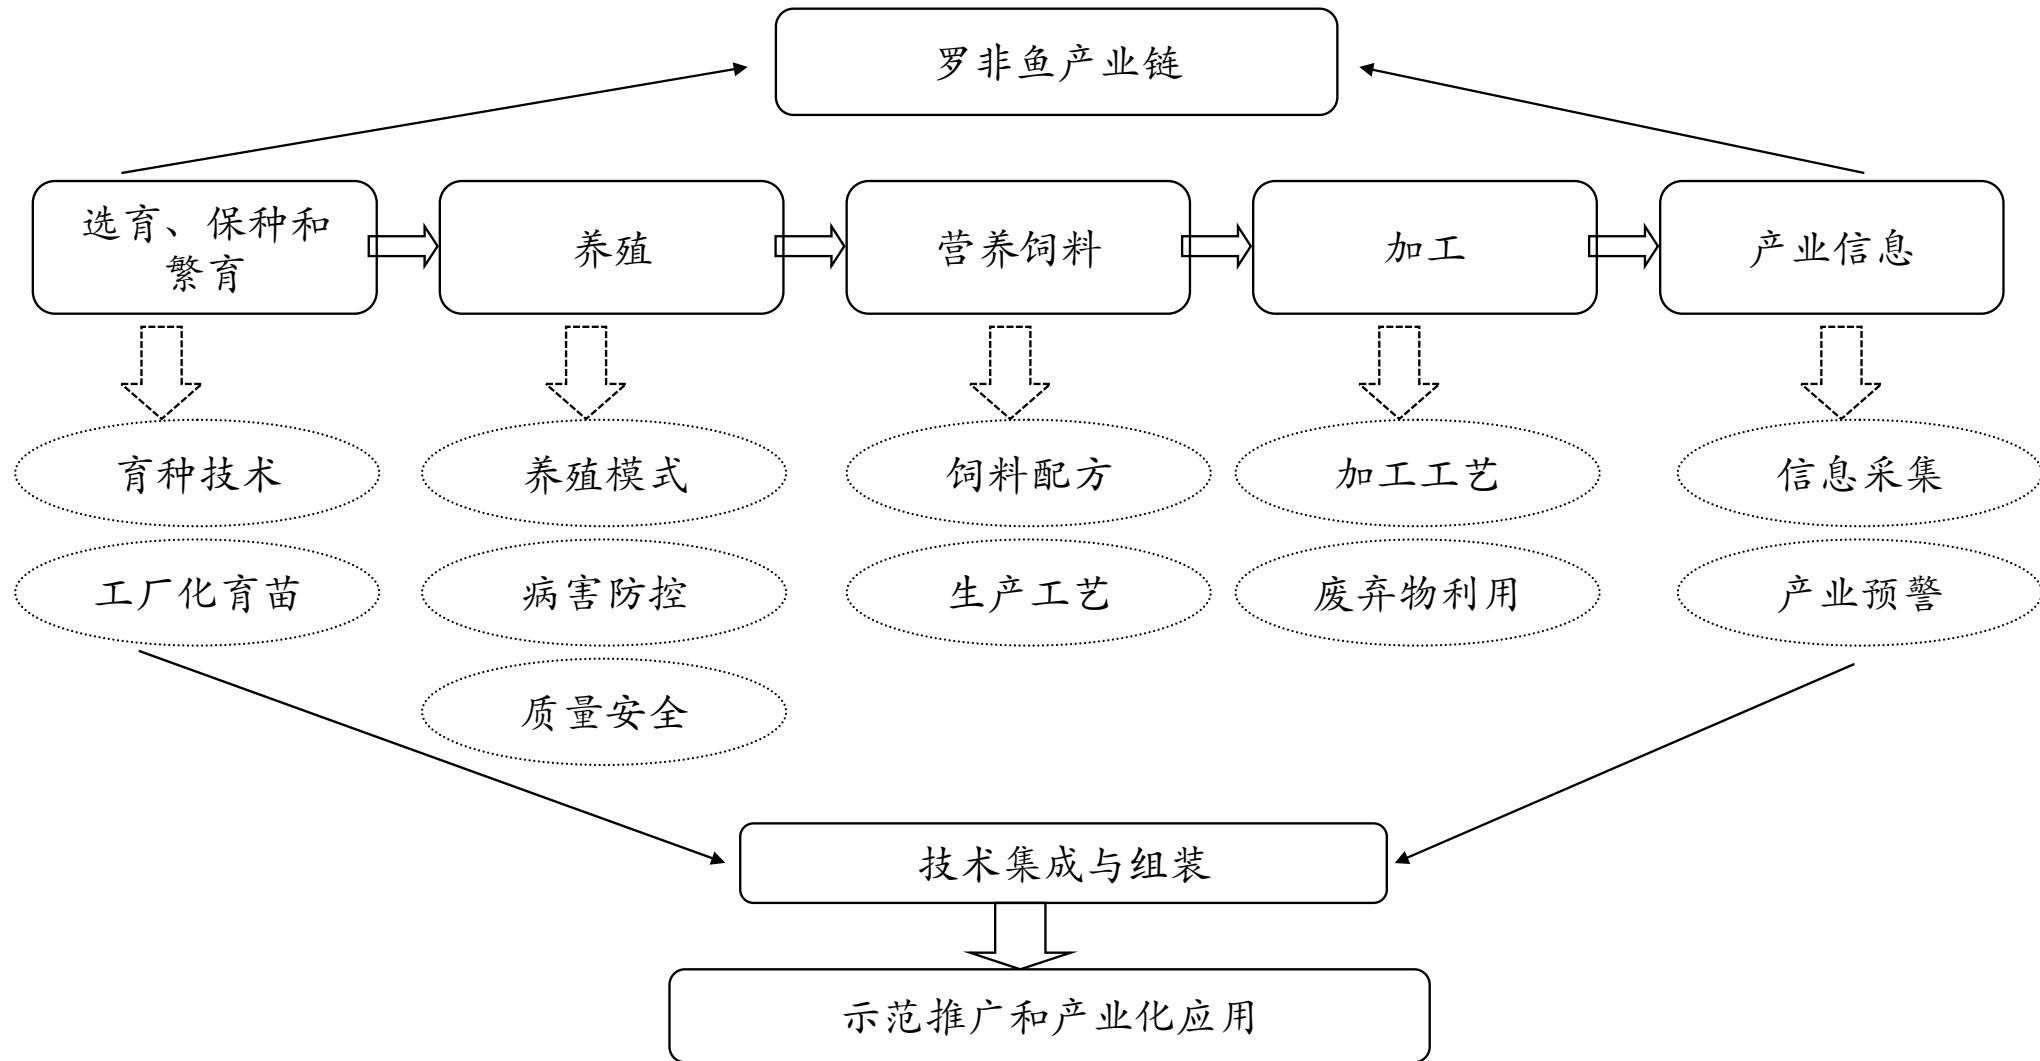 罗非鱼产业链
选育、保种和
繁育
养殖
营养饲料
加工
产业信息
育种技术
养殖模式
饲料配方
加工工艺
信息采集
工厂化育苗
病害防控
生产工艺
废弃物利用
产业预警
质量安全
技术集成与组装
示范推广和产业化应用